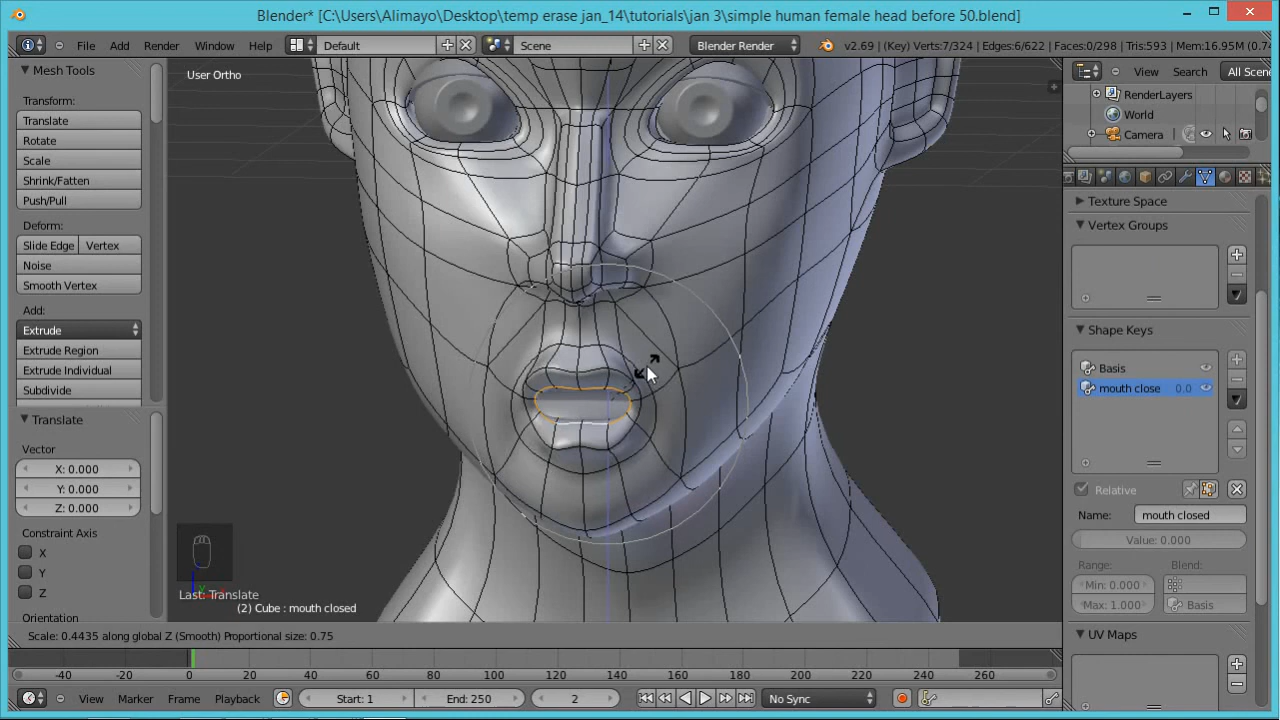 Blender* [C:\Users\Alimayo\Desktop\temp erase jan_14\tutorials\jan 3\simple human female head before 50.blend]
File Add Render Window Help Default Scene Blender Render v2.69 | (Key) Verts:7/324 | Edges:6/622 | Faces:0/298 | Tris:593 | Mem:16.95M (0.74
Mesh Tools
Transform:
Translate
Rotate
Scale
Shrink/Fatten
Push/Pull
Deform:
Slide Edge Vertex
Noise
Smooth Vertex
Add:
Extrude
Extrude Region
Extrude Individual
Subdivide
Translate
Vector
X: 0.000
Y: 0.000
Z: 0.000
Constraint Axis
X
Y
Z
Orientation
User Ortho
Last: Translate
(2) Cube : mouth closed
Scale: 0.4435 along global Z (Smooth) Proportional size: 0.75
View Search All Scene
RenderLayers
World
Camera
Texture Space
Vertex Groups
Shape Keys
Basis
mouth close 0.0
Relative
Name: mouth closed
Value: 0.000
Range: Blend:
Min: 0.000
Max: 1.000 Basis
UV Maps
-40 -20 0 20 40 60 80 100 120 140 160 180 200 220 240 260
View Marker Frame Playback Start: 1 End: 250 2 No Sync